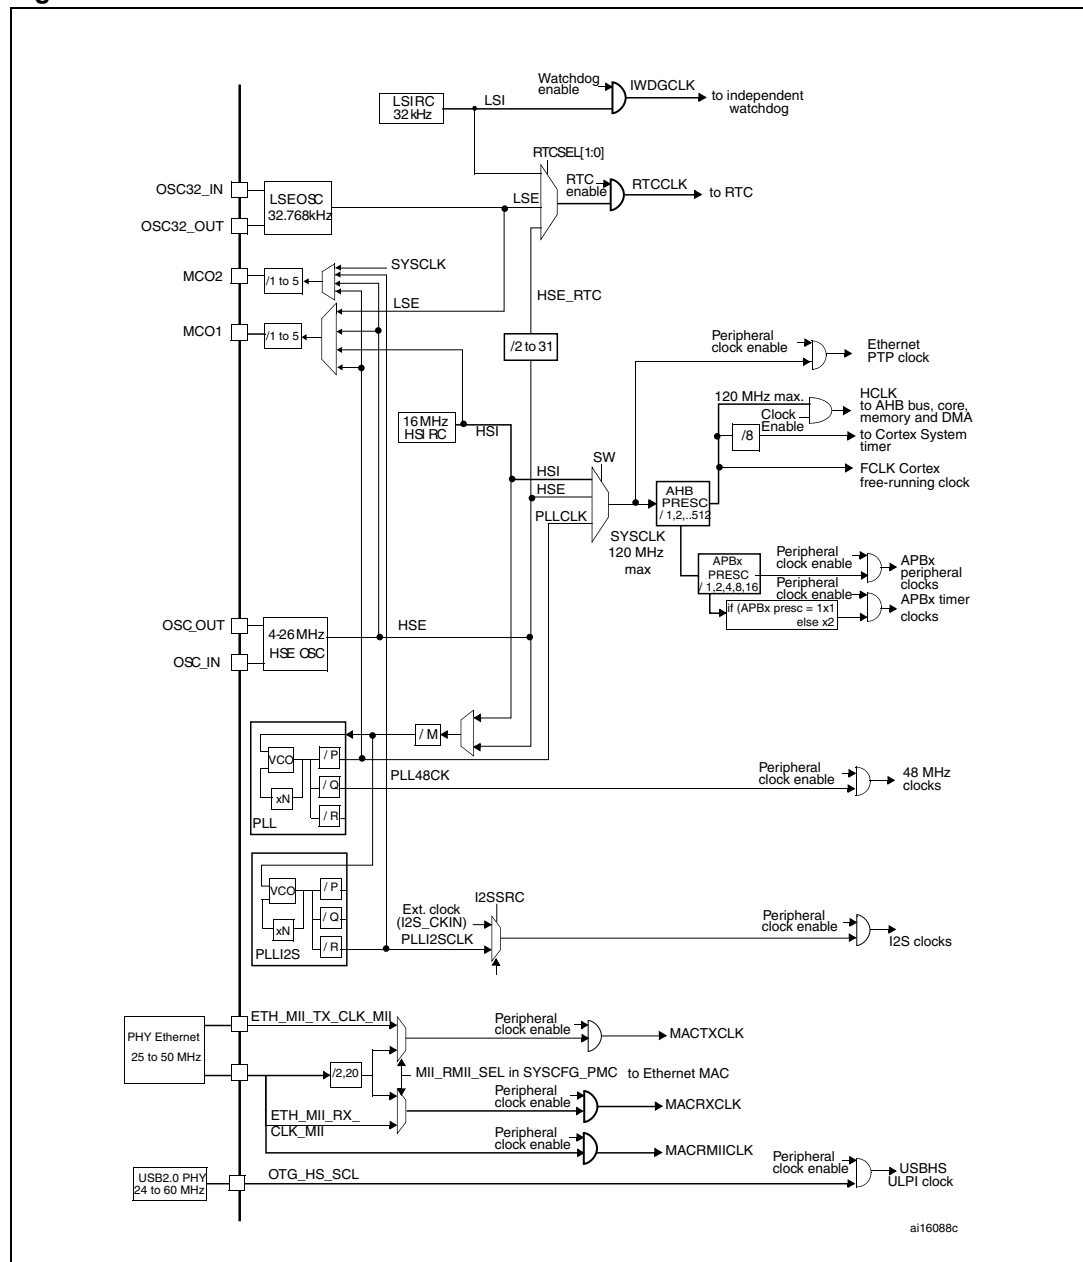 Watchdog
enable
IWDGCLK
to independent
watchdog
LSIRC
32kHz
LSI
RTCSEL[1:0]
OSC32_IN
LSEOSC
32.768kHz
OSC32_OUT
LSE
RTC
enable
RTCCLK
to RTC
MCO2
/1 to 5
SYSCLK
HSE_RTC
LSE
MCO1
/1 to 5
/2 to 31
Peripheral
clock enable
Ethernet
PTP clock
16MHz
HSI RC
HSI
120 MHz max.
HCLK
to AHB bus, core,
memory and DMA
Clock
Enable
/8
to Cortex System
timer
FCLK Cortex
free-running clock
SW
HSI
HSE
PLLCLK
SYSCLK
120 MHz
max
AHB
PRESC
/ 1,2,..512
APBx
PRESC
/ 1,2,4,8,16
Peripheral
clock enable
APBx
peripheral
clocks
Peripheral
clock enable
APBx timer
clocks
if (APBx presc = 1x1
else x2
OSC_OUT
4-26MHz
HSE OSC
OSC_IN
HSE
/ M
VCO
xN
/ P
/ Q
/ R
PLL
PLL48CK
Peripheral
clock enable
48 MHz
clocks
VCO
xN
/ P
/ Q
/ R
PLLI2S
I2SSRC
Ext. clock
(I2S_CKIN)
PLLI2SCLK
Peripheral
clock enable
I2S clocks
PHY Ethernet
25 to 50 MHz
ETH_MII_TX_CLK_MII
Peripheral
clock enable
MACTXCLK
/2,20
MII_RMII_SEL in SYSCFG_PMC
to Ethernet MAC
ETH_MII_RX_
CLK_MII
Peripheral
clock enable
MACRXCLK
Peripheral
clock enable
MACRMIICLK
USB2.0 PHY
24 to 60 MHz
OTG_HS_SCL
Peripheral
clock enable
USBHS
ULPI clock
ai16088c